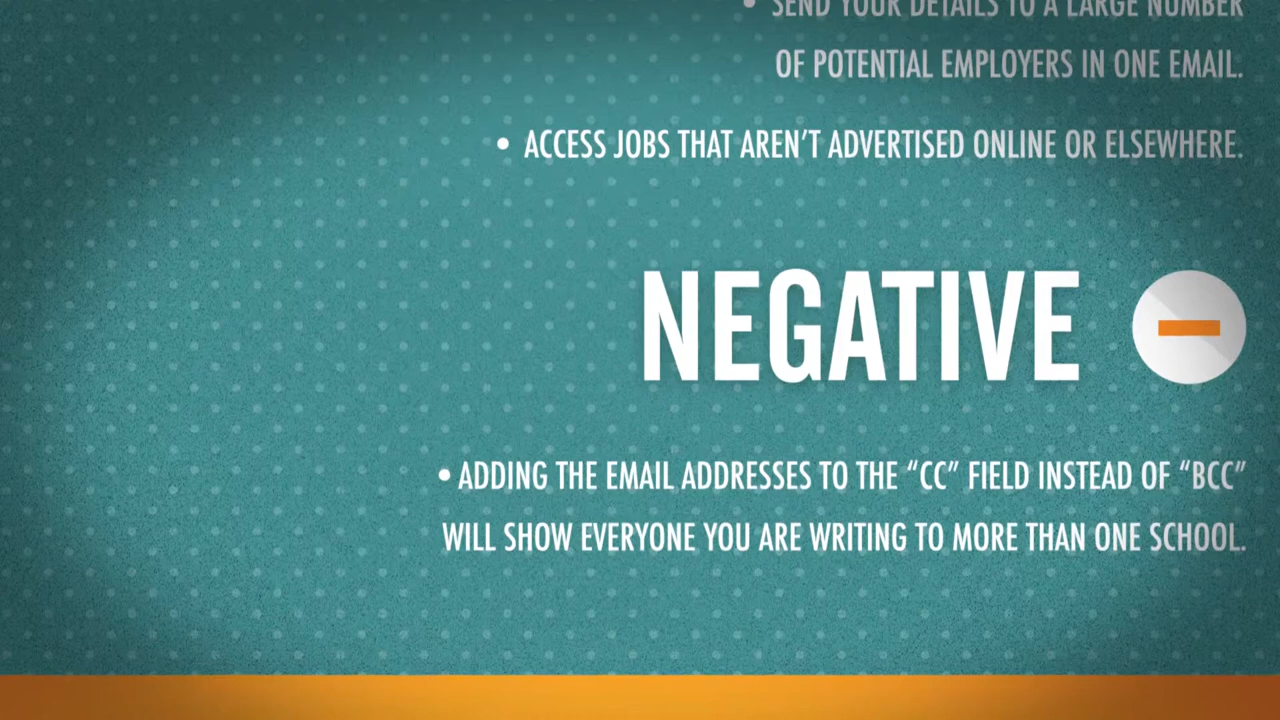 • SEND YOUR DETAILS TO A LARGE NUMBER
OF POTENTIAL EMPLOYERS IN ONE EMAIL.
• ACCESS JOBS THAT AREN’T ADVERTISED ONLINE OR ELSEWHERE.
NEGATIVE
• ADDING THE EMAIL ADDRESSES TO THE “CC” FIELD INSTEAD OF “BCC”
WILL SHOW EVERYONE YOU ARE WRITING TO MORE THAN ONE SCHOOL.